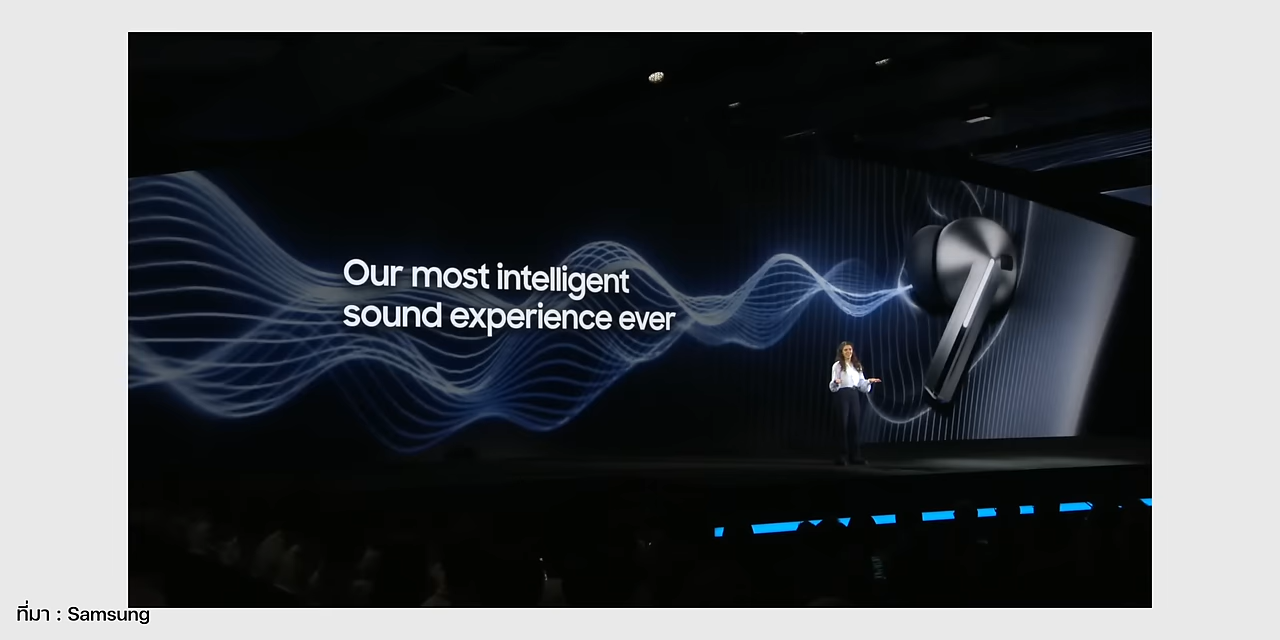 Our most intelligent
sound experience ever
ที่มา : Samsung